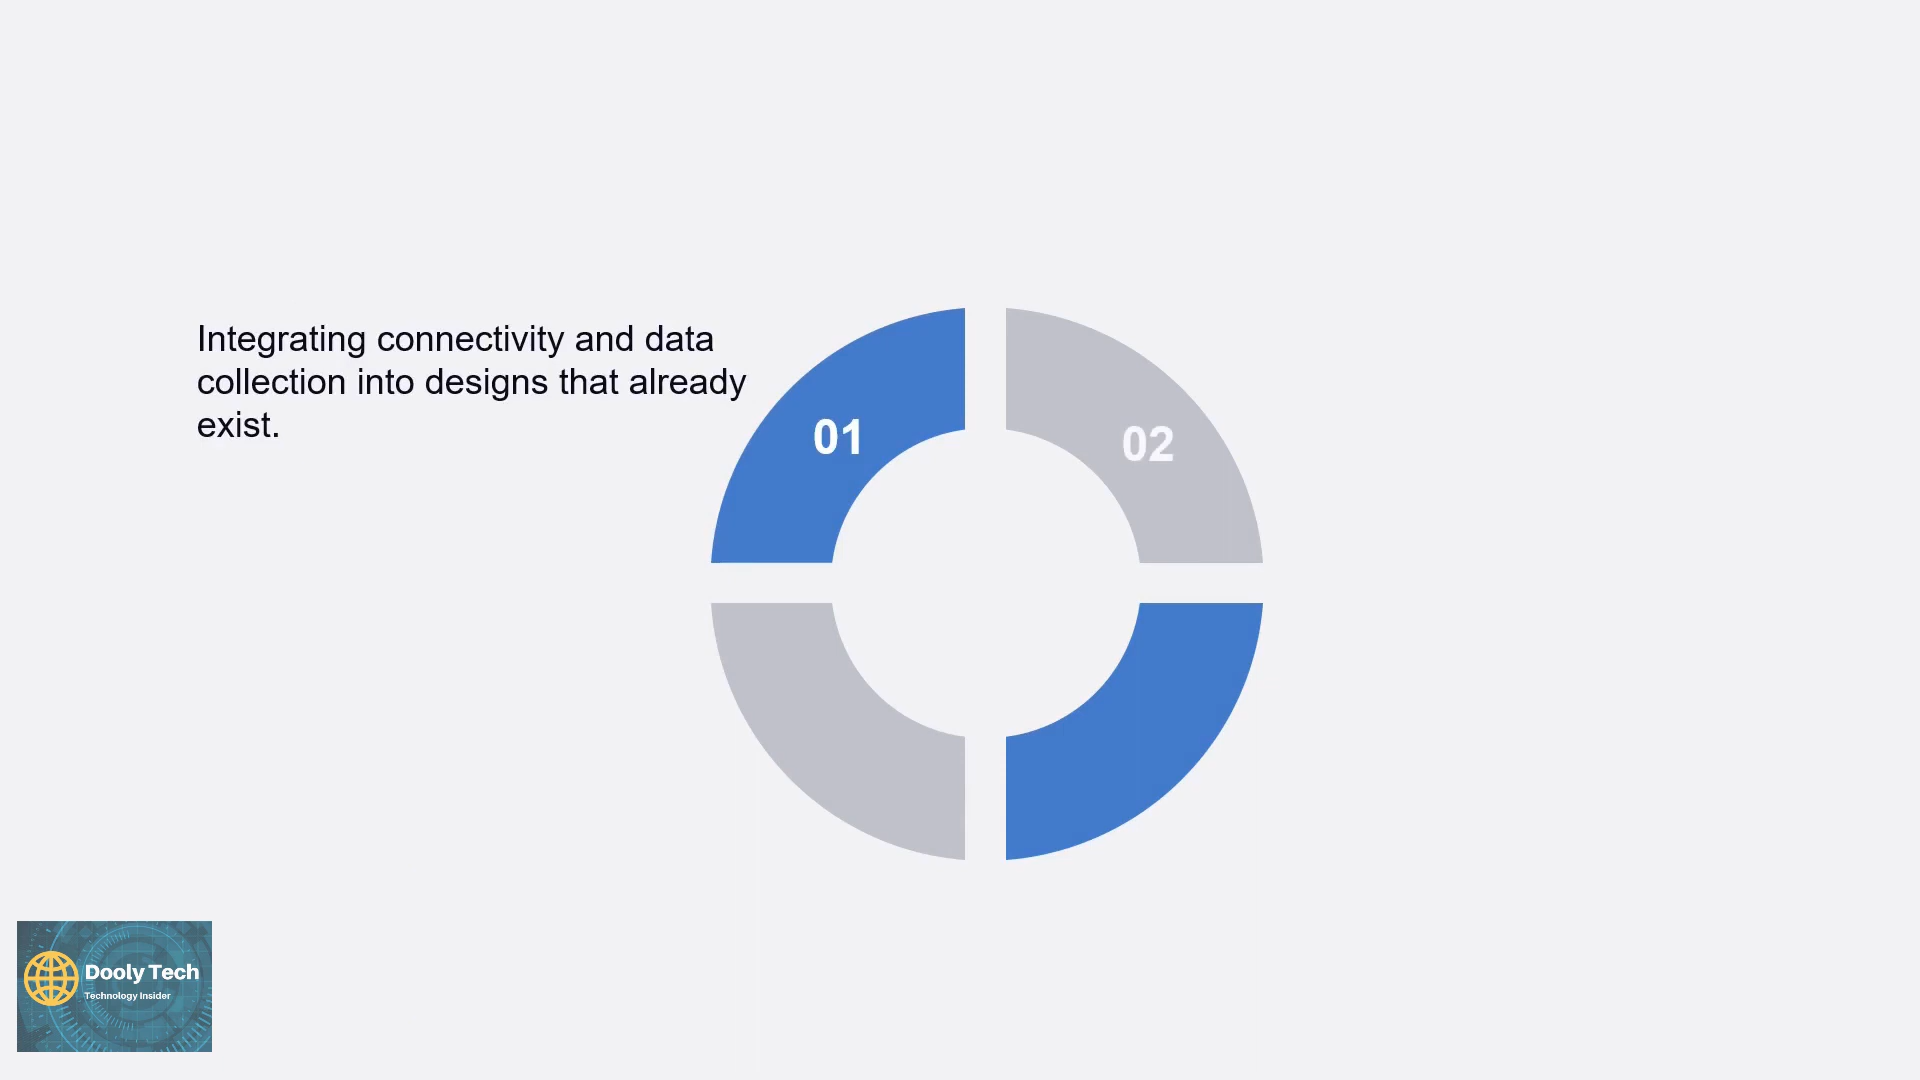 Integrating connectivity and data
collection into designs that already
exist.
01
02
Dooly Tech
Technology Insider